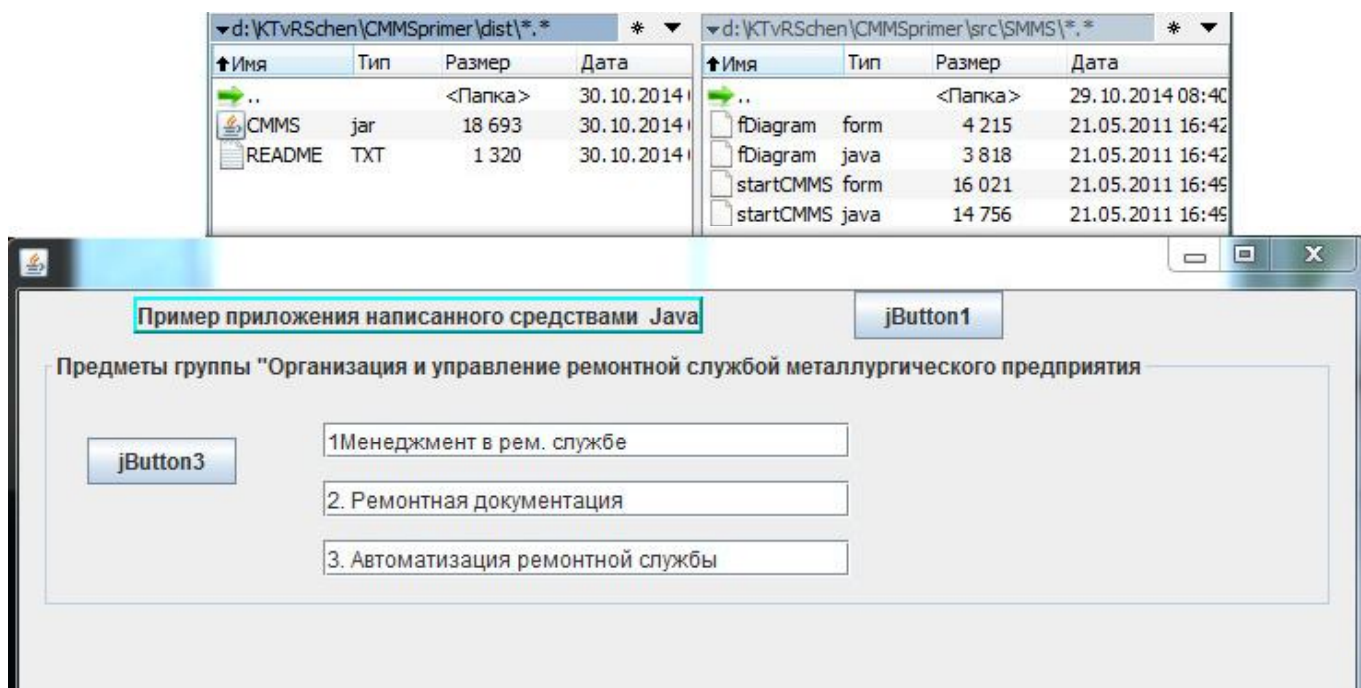 d:\KTvRSchen\CMMSprimer\dist\*.* * d:\KTvRSchen\CMMSprimer\src\SMMS\*.* *
Имя Тип Размер Дата Имя Тип Размер Дата
.. <Папка> 30.10.2014 .. <Папка> 29.10.2014 08:40
CMMS jar 18 693 30.10.2014 fDiagram form 4 215 21.05.2011 16:42
README TXT 1 320 30.10.2014 fDiagram java 3 818 21.05.2011 16:42
startCMMS form 16 021 21.05.2011 16:49
startCMMS java 14 756 21.05.2011 16:49
Пример приложения написанного средствами Java jButton1
Предметы группы "Организация и управление ремонтной службой металлургического предприятия
jButton3
1Менеджмент в рем. службе
2. Ремонтная документация
3. Автоматизация ремонтной службы